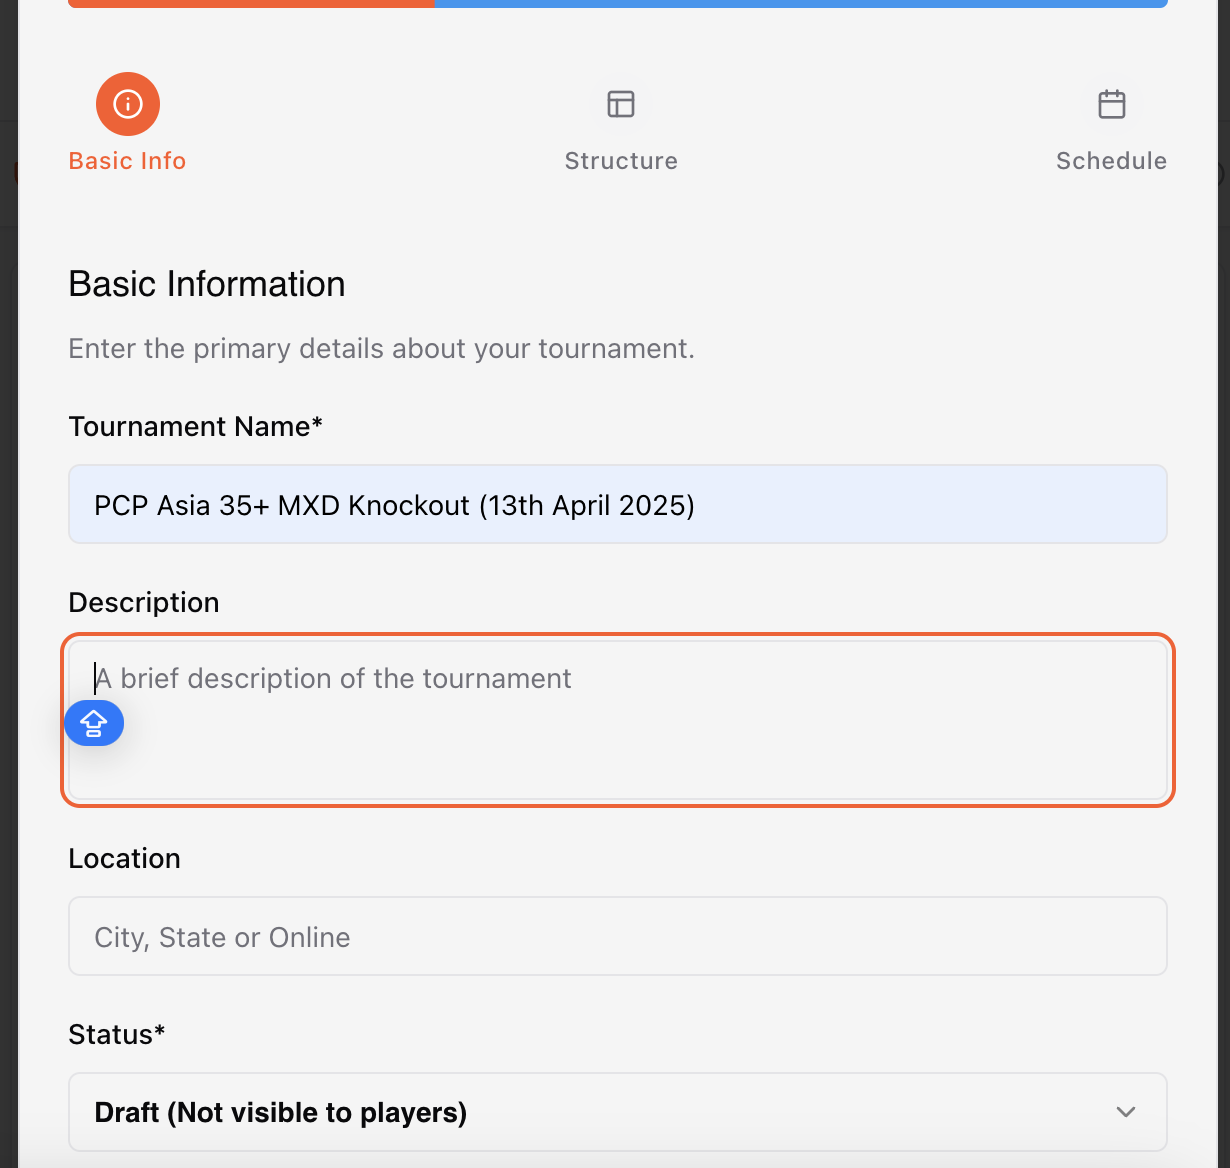 Basic Info
Structure
Schedule
Basic Information
Enter the primary details about your tournament.
Tournament Name*
PCP Asia 35+ MXD Knockout (13th April 2025)
Description
A brief description of the tournament
Location
City, State or Online
Status*
Draft (Not visible to players)